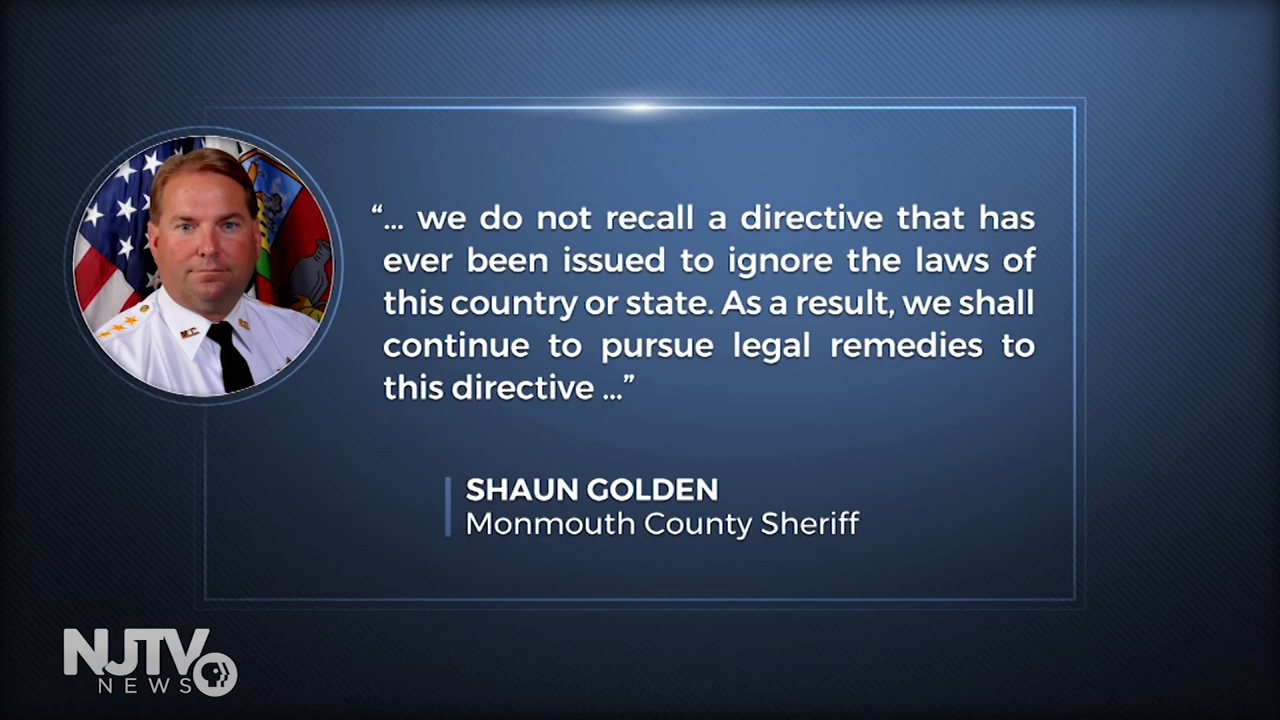 “... we do not recall a directive that has
ever been issued to ignore the laws of
this country or state. As a result, we shall
continue to pursue legal remedies to
this directive ...”
SHAUN GOLDEN
Monmouth County Sheriff
NJTV
NEWS